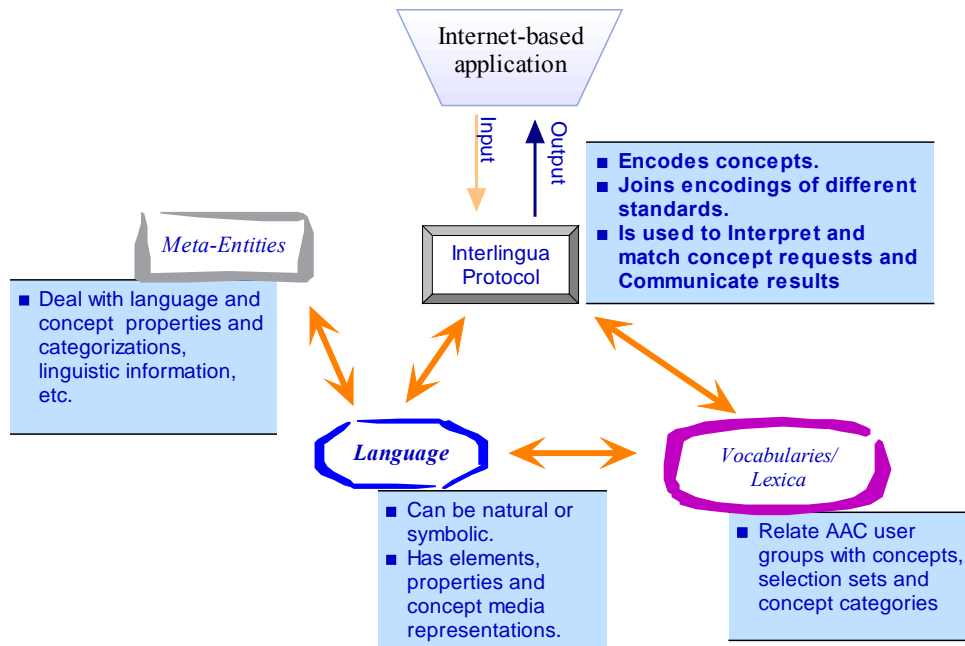 Internet-based
application
Input
Output
■ Encodes concepts.
■ Joins encodings of different
standards.
■ Is used to Interpret and
match concept requests and
Communicate results
Meta-Entities
Interlingua
Protocol
■ Deal with language and
concept properties and
categorizations,
linguistic information,
etc.
Language
Vocabularies/
Lexica
■ Can be natural or
symbolic.
■ Has elements,
properties and
concept media
representations.
■ Relate AAC user
groups with concepts,
selection sets and
concept categories